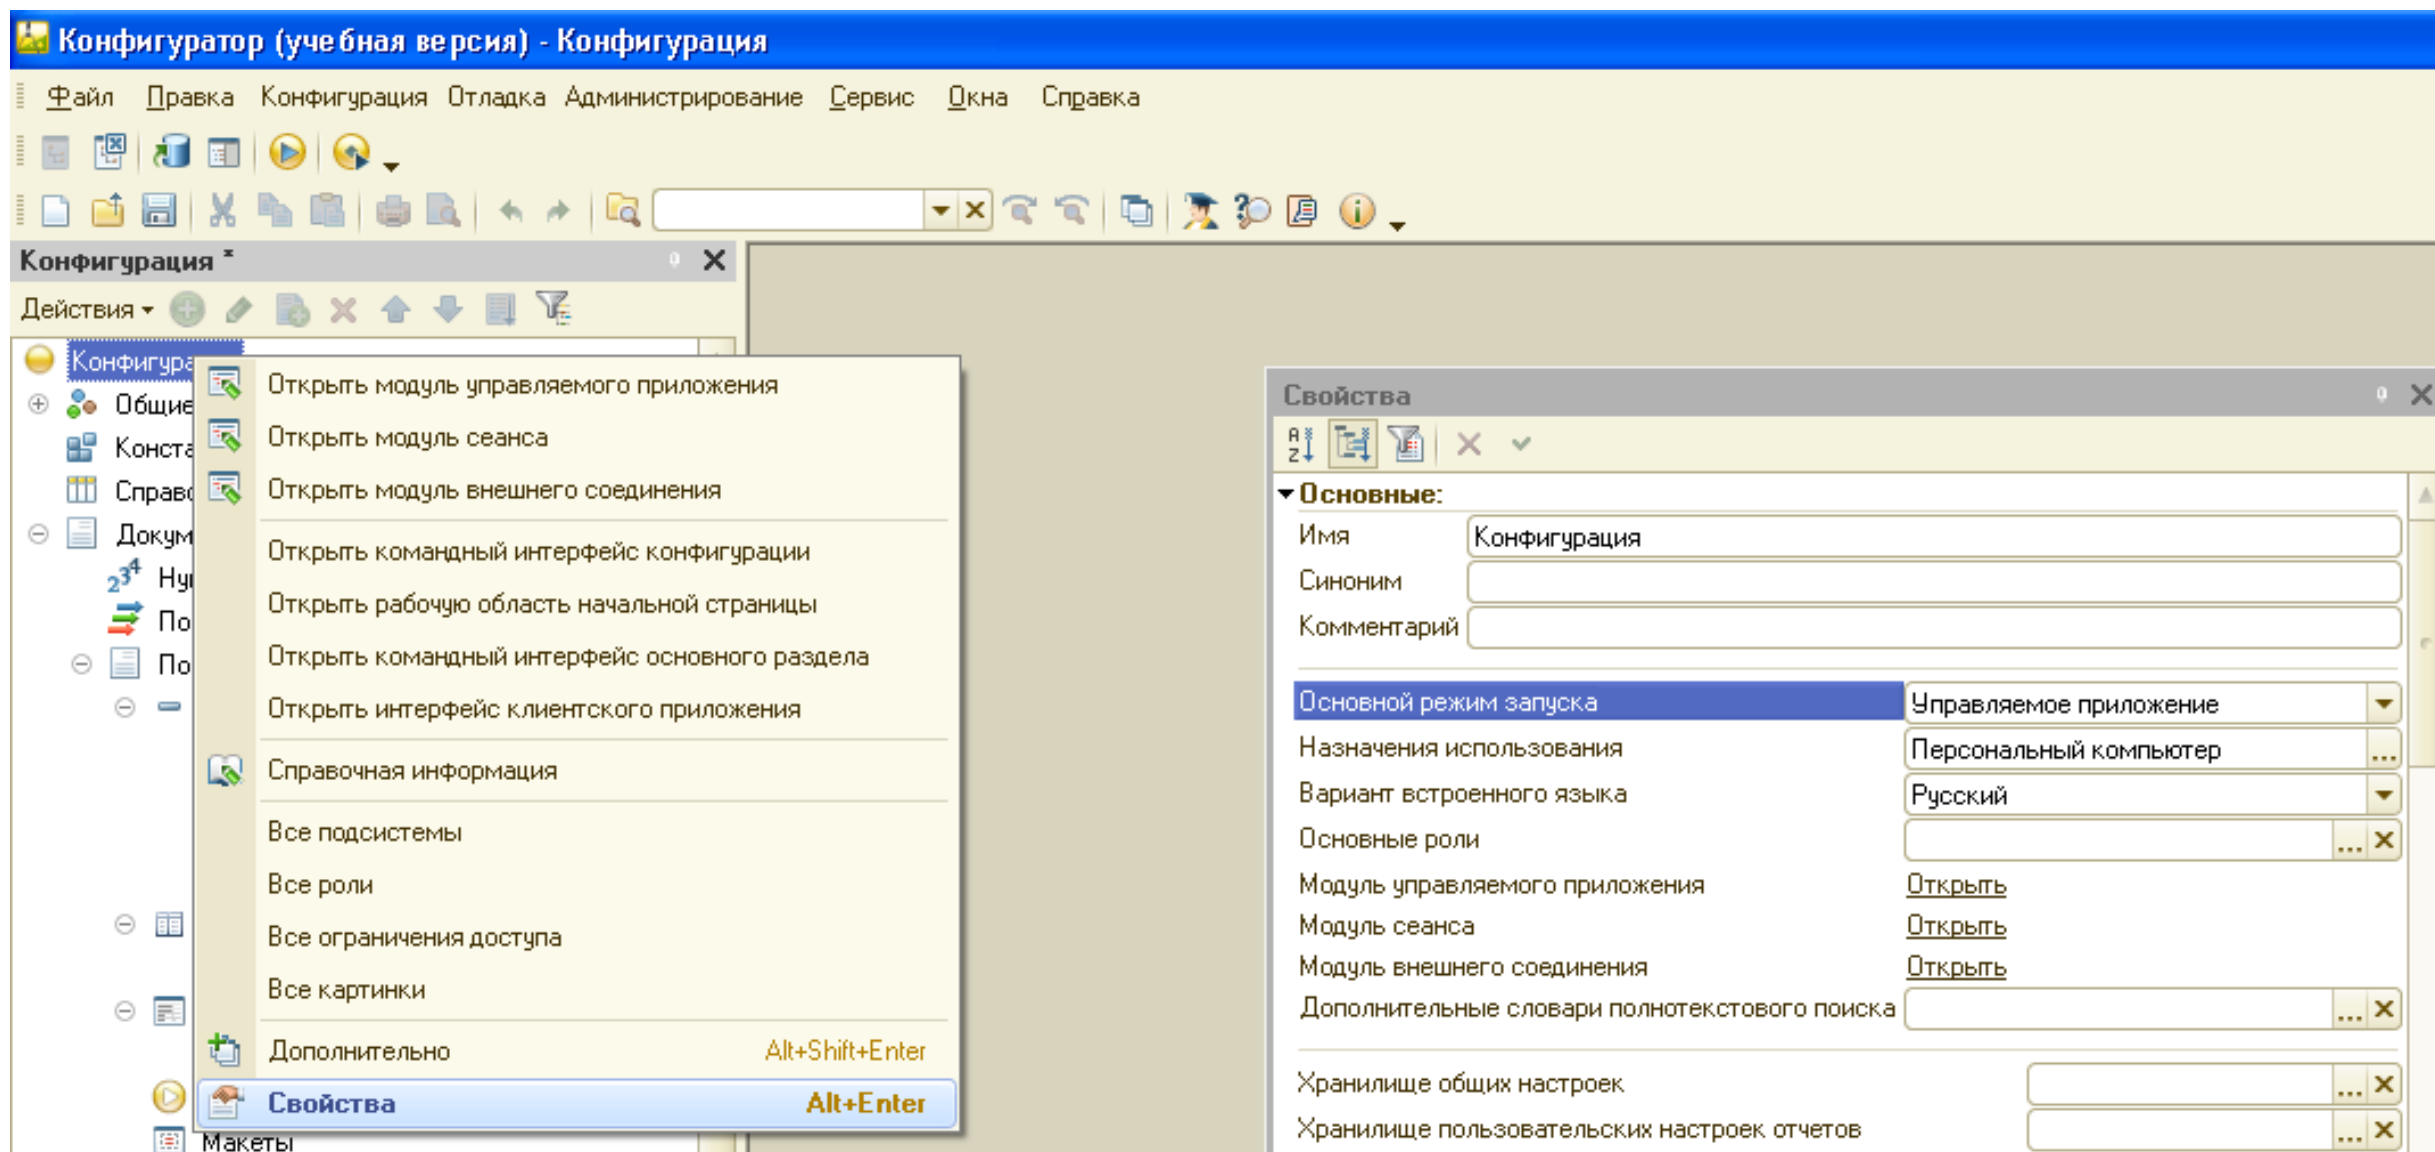 Конфигуратор (учебная версия) - Конфигурация
Файл Правка Конфигурация Отладка Администрирование Сервис Окна Справка
Конфигурация *
Действия
Конфигура
Общие
Конста
Справо
Докум
234 Ну
По
По
Макеты
Открыть модуль управляемого приложения
Открыть модуль сеанса
Открыть модуль внешнего соединения
Открыть командный интерфейс конфигурации
Открыть рабочую область начальной страницы
Открыть командный интерфейс основного раздела
Открыть интерфейс клиентского приложения
Справочная информация
Все подсистемы
Все роли
Все ограничения доступа
Все картинки
Дополнительно Alt+Shift+Enter
Свойства Alt+Enter
Свойства
Основные:
Имя Конфигурация
Синоним
Комментарий
Основной режим запуска Управляемое приложение
Назначения использования Персональный компьютер ...
Вариант встроенного языка Русский
Основные роли ...
Модуль управляемого приложения Открыть
Модуль сеанса Открыть
Модуль внешнего соединения Открыть
Дополнительные словари полнотекстового поиска ...
Хранилище общих настроек ...
Хранилище пользовательских настроек отчетов ...